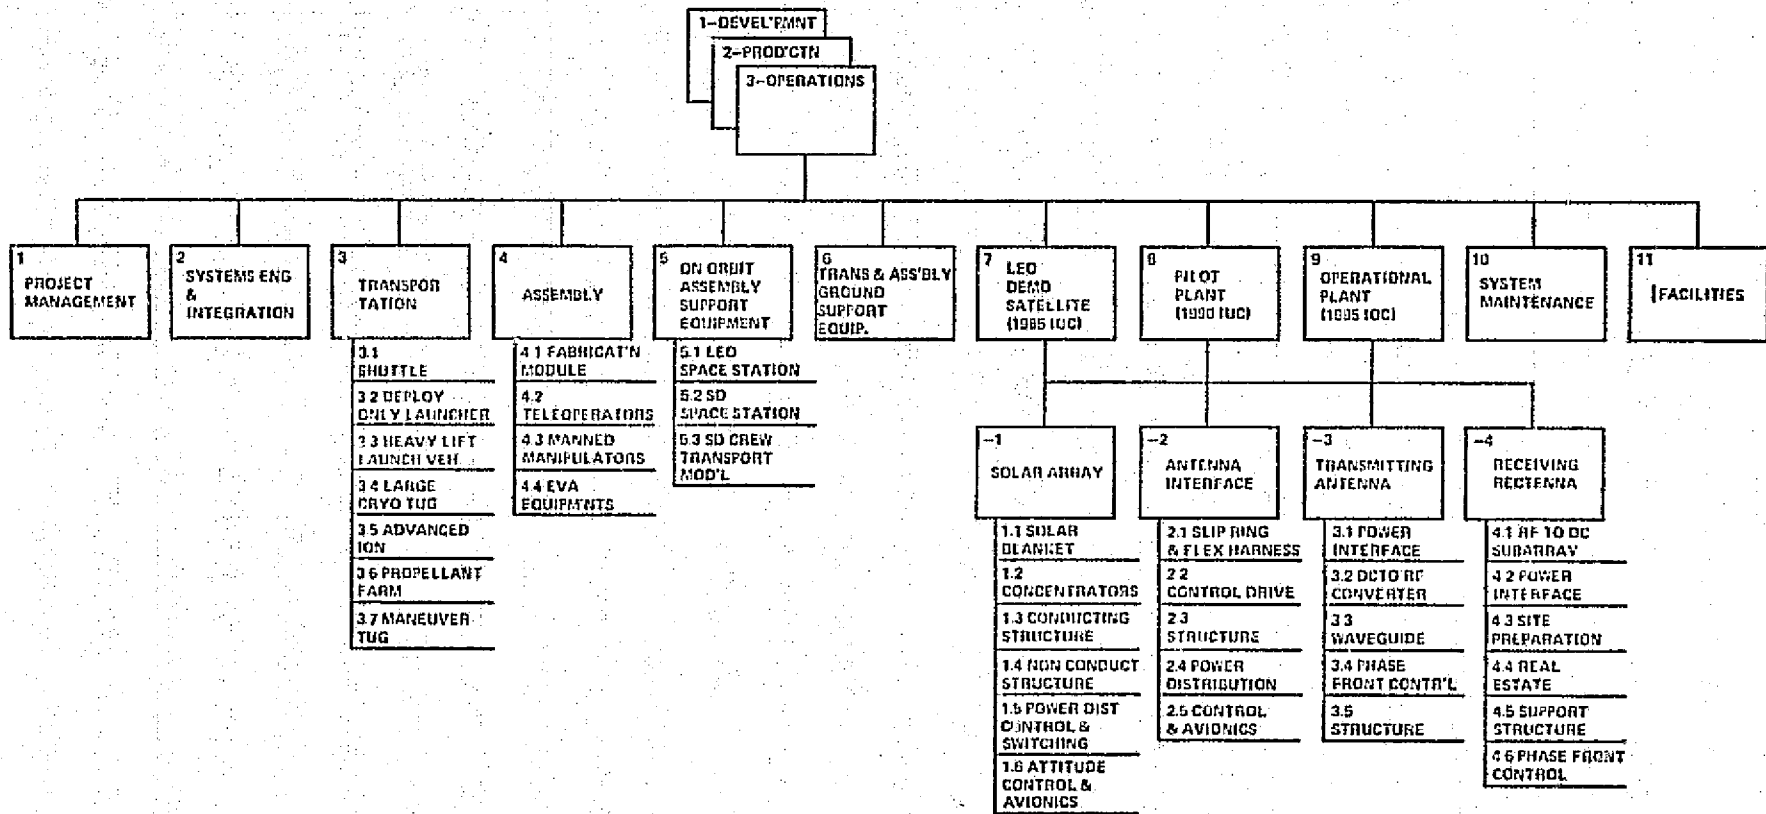 1-DEVEL'PMNT
2-PROD'CTN
3-OPERATIONS
1
PROJECT
MANAGEMENT
2
SYSTEMS ENG
&
INTEGRATION
3
TRANSPOR
TATION
4
ASSEMBLY
5
ON ORBIT
ASSEMBLY
SUPPORT
EQUIPMENT
6
TRANS & ASS'BLY
GROUND
SUPPORT
EQUIP.
7
LEO
DEMO
SATELLITE
(1985 IOC)
8
PILOT
PLANT
(1990 IOC)
9
OPERATIONAL
PLANT
(1995 IOC)
10
SYSTEM
MAINTENANCE
11
FACILITIES
3.1
SHUTTLE
3.2 DEPLOY
ONLY LAUNCHER
3.3 HEAVY LIFT
LAUNCH VEH.
3.4 LARGE
CRYO TUG
3.5 ADVANCED
ION
3.6 PROPELLANT
FARM
3.7 MANEUVER
TUG
4.1 FABRICAT'N
MODULE
4.2
TELEOPERATORS
4.3 MANNED
MANIPULATORS
4.4 EVA
EQUIPM'NTS
5.1 LEO
SPACE STATION
5.2 SD
SPACE STATION
5.3 SD CREW
TRANSPORT
MOD'L
-1
SOLAR ARRAY
-2
ANTENNA
INTERFACE
-3
TRANSMITTING
ANTENNA
-4
RECEIVING
RECTENNA
1.1 SOLAR
BLANKET
1.2
CONCENTRATORS
1.3 CONDUCTING
STRUCTURE
1.4 NON CONDUCT
STRUCTURE
1.5 POWER DIST
CONTROL &
SWITCHING
1.6 ATTITUDE
CONTROL &
AVIONICS
2.1 SLIP RING
& FLEX HARNESS
2.2
CONTROL DRIVE
2.3
STRUCTURE
2.4 POWER
DISTRIBUTION
2.5 CONTROL
& AVIONICS
3.1 POWER
INTERFACE
3.2 DC TO RF
CONVERTER
3.3
WAVEGUIDE
3.4 PHASE
FRONT CONTR'L
3.5
STRUCTURE
4.1 RF TO DC
SUBARRAY
4.2 POWER
INTERFACE
4.3 SITE
PREPARATION
4.4 REAL
ESTATE
4.5 SUPPORT
STRUCTURE
4.6 PHASE FRONT
CONTROL